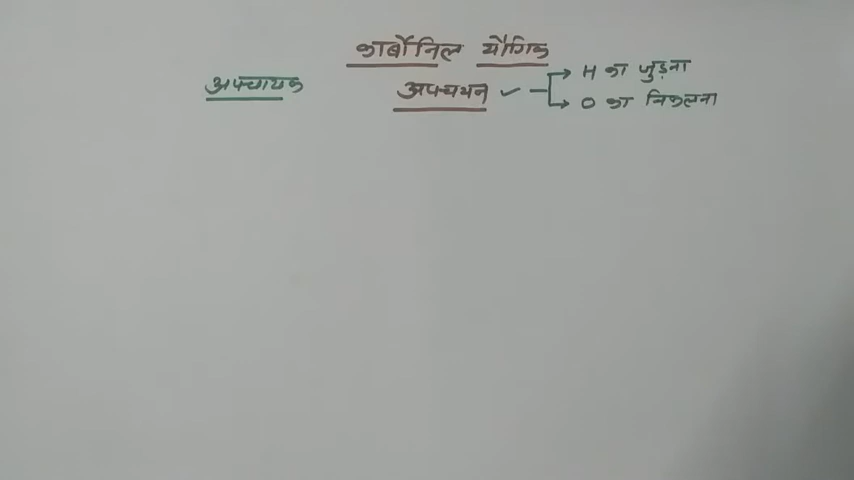 कार्बोनिल यौगिक
अपचायक अपचयन ✓ → H का जुड़ना
→ O का निकलना